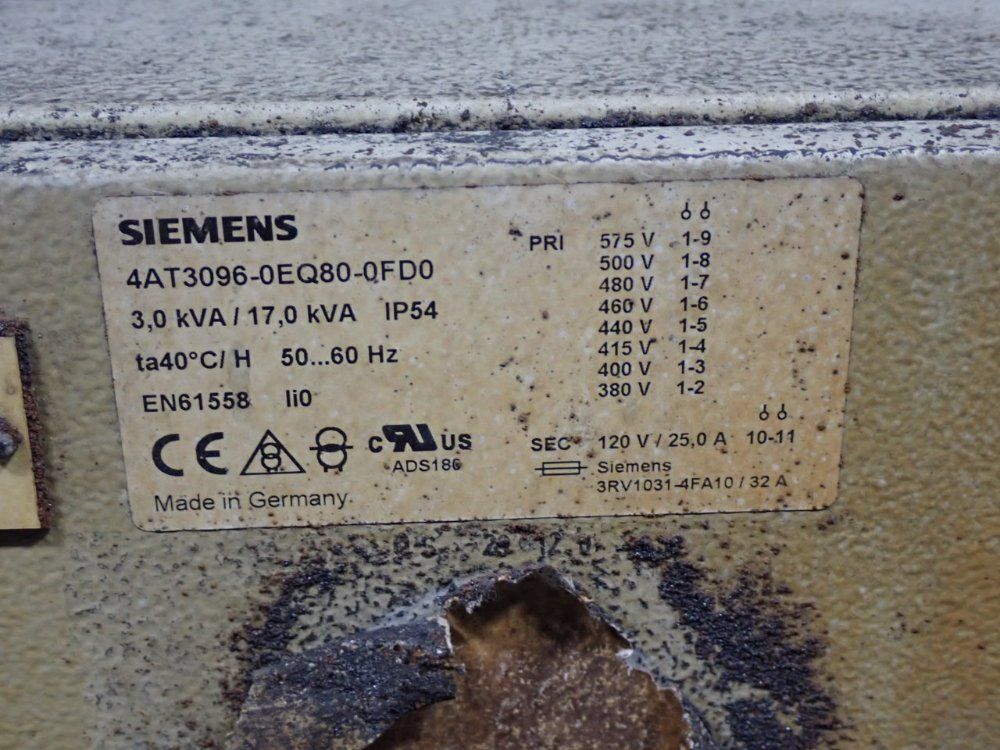 SIEMENS
4AT3096-0EQ80-0FD0
3,0 kVA / 17,0 kVA IP54
ta40°C/ H 50...60 Hz
EN61558 Ii0
CE c RU US
ADS186
Made in Germany
PRI 575 V 1-9
500 V 1-8
480 V 1-7
460 V 1-6
440 V 1-5
415 V 1-4
400 V 1-3
380 V 1-2
SEC 120 V / 25,0 A 10-11
Siemens
3RV1031-4FA10 / 32 A